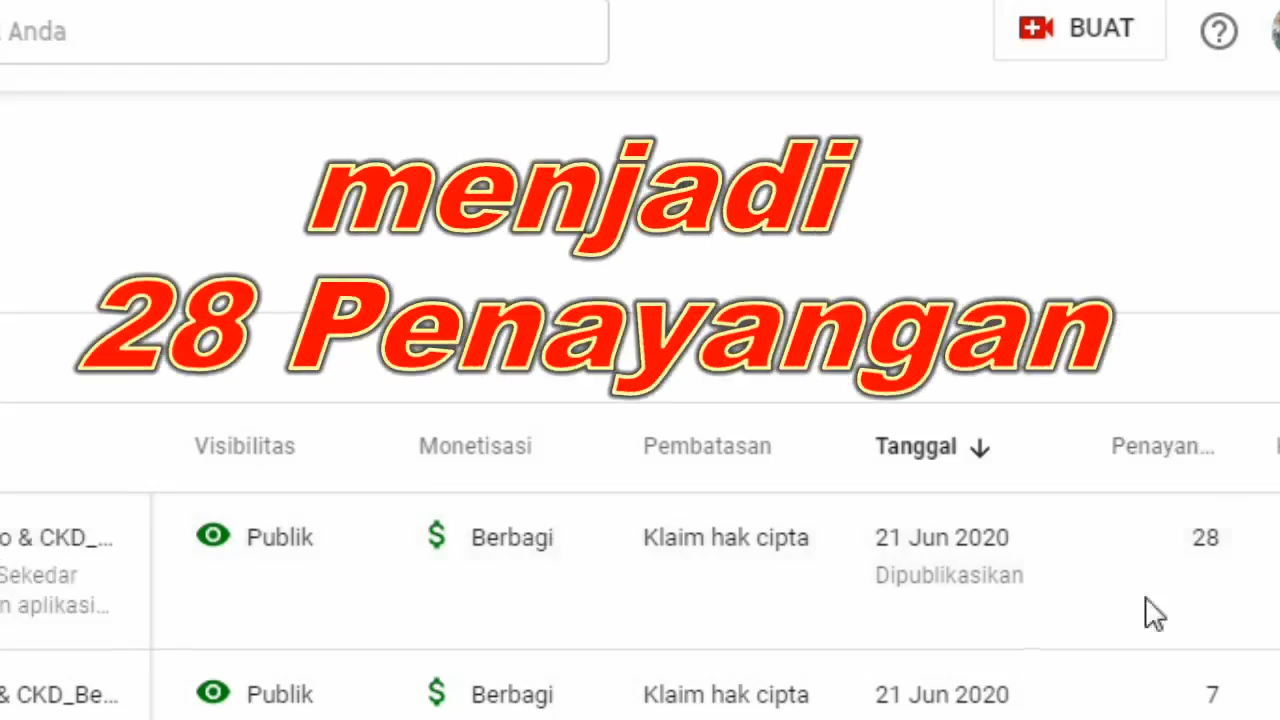 Anda
BUAT
menjadi
28 Penayangan
Visibilitas Monetisasi Pembatasan Tanggal Penayan...
o & CKD_... Publik $ Berbagi Klaim hak cipta 21 Jun 2020 28
Sekedar Dipublikasikan
n aplikasi...
& CKD_Be... Publik $ Berbagi Klaim hak cipta 21 Jun 2020 7